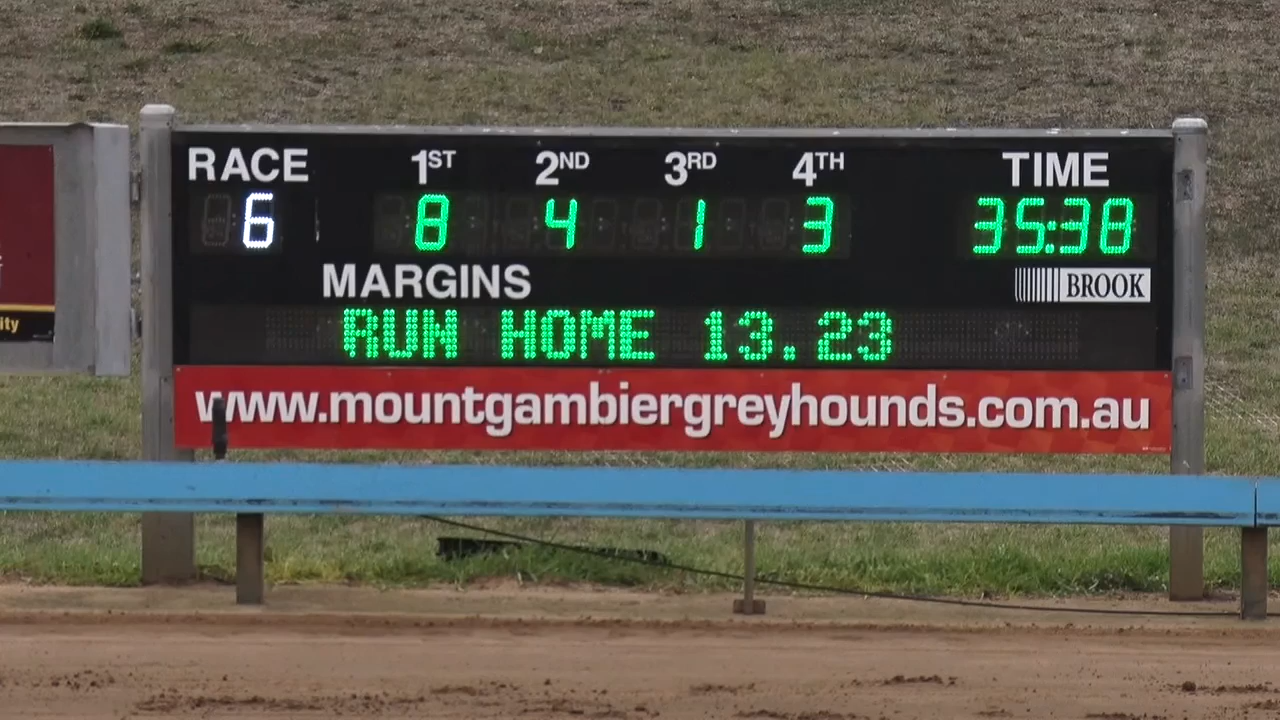 RACE 1ST 2ND 3RD 4TH TIME
6 8 4 1 3 35:38
MARGINS
BROOK
RUN HOME 13.23
ity
www.mountgambiergreyhounds.com.au